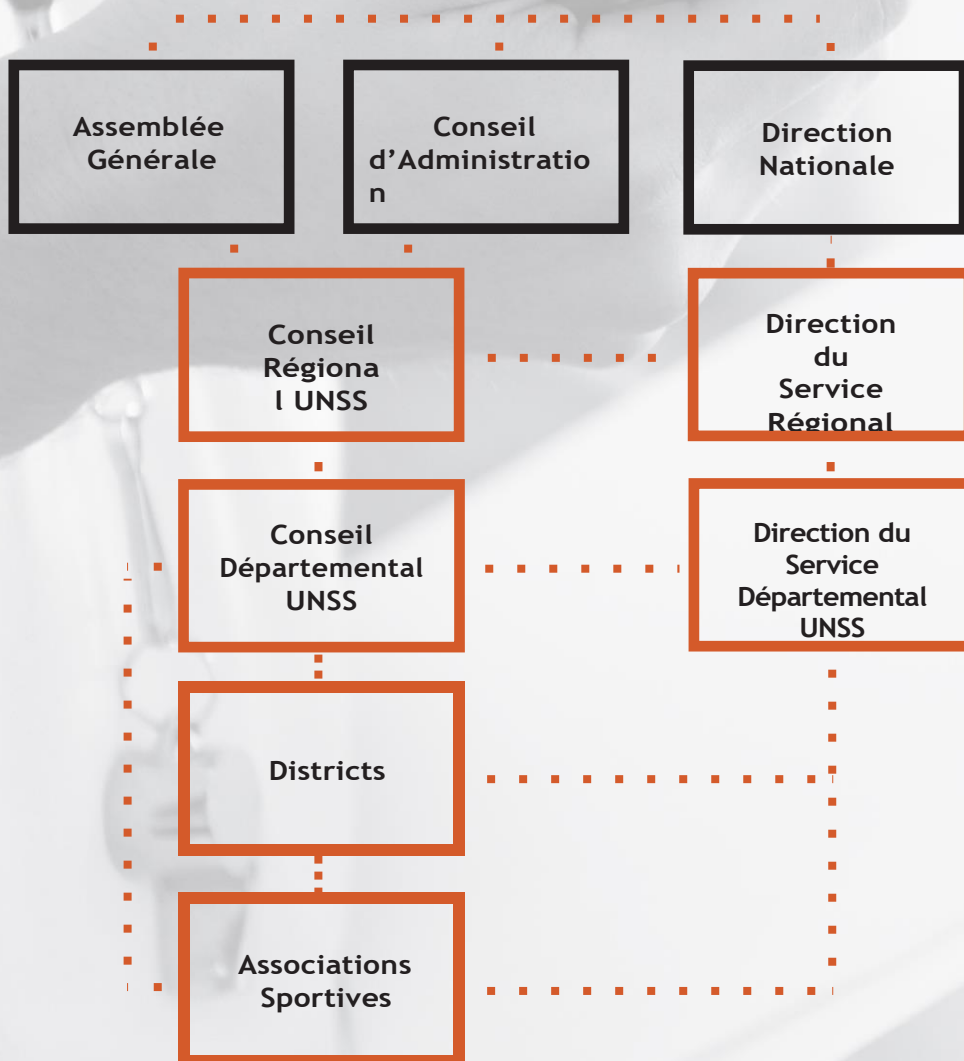 Assemblée
Générale
Conseil
d’Administratio
n
Direction
Nationale
Conseil
Régiona
l UNSS
Direction
du
Service
Régional
Conseil
Départemental
UNSS
Direction du
Service
Départemental
UNSS
Districts
Associations
Sportives